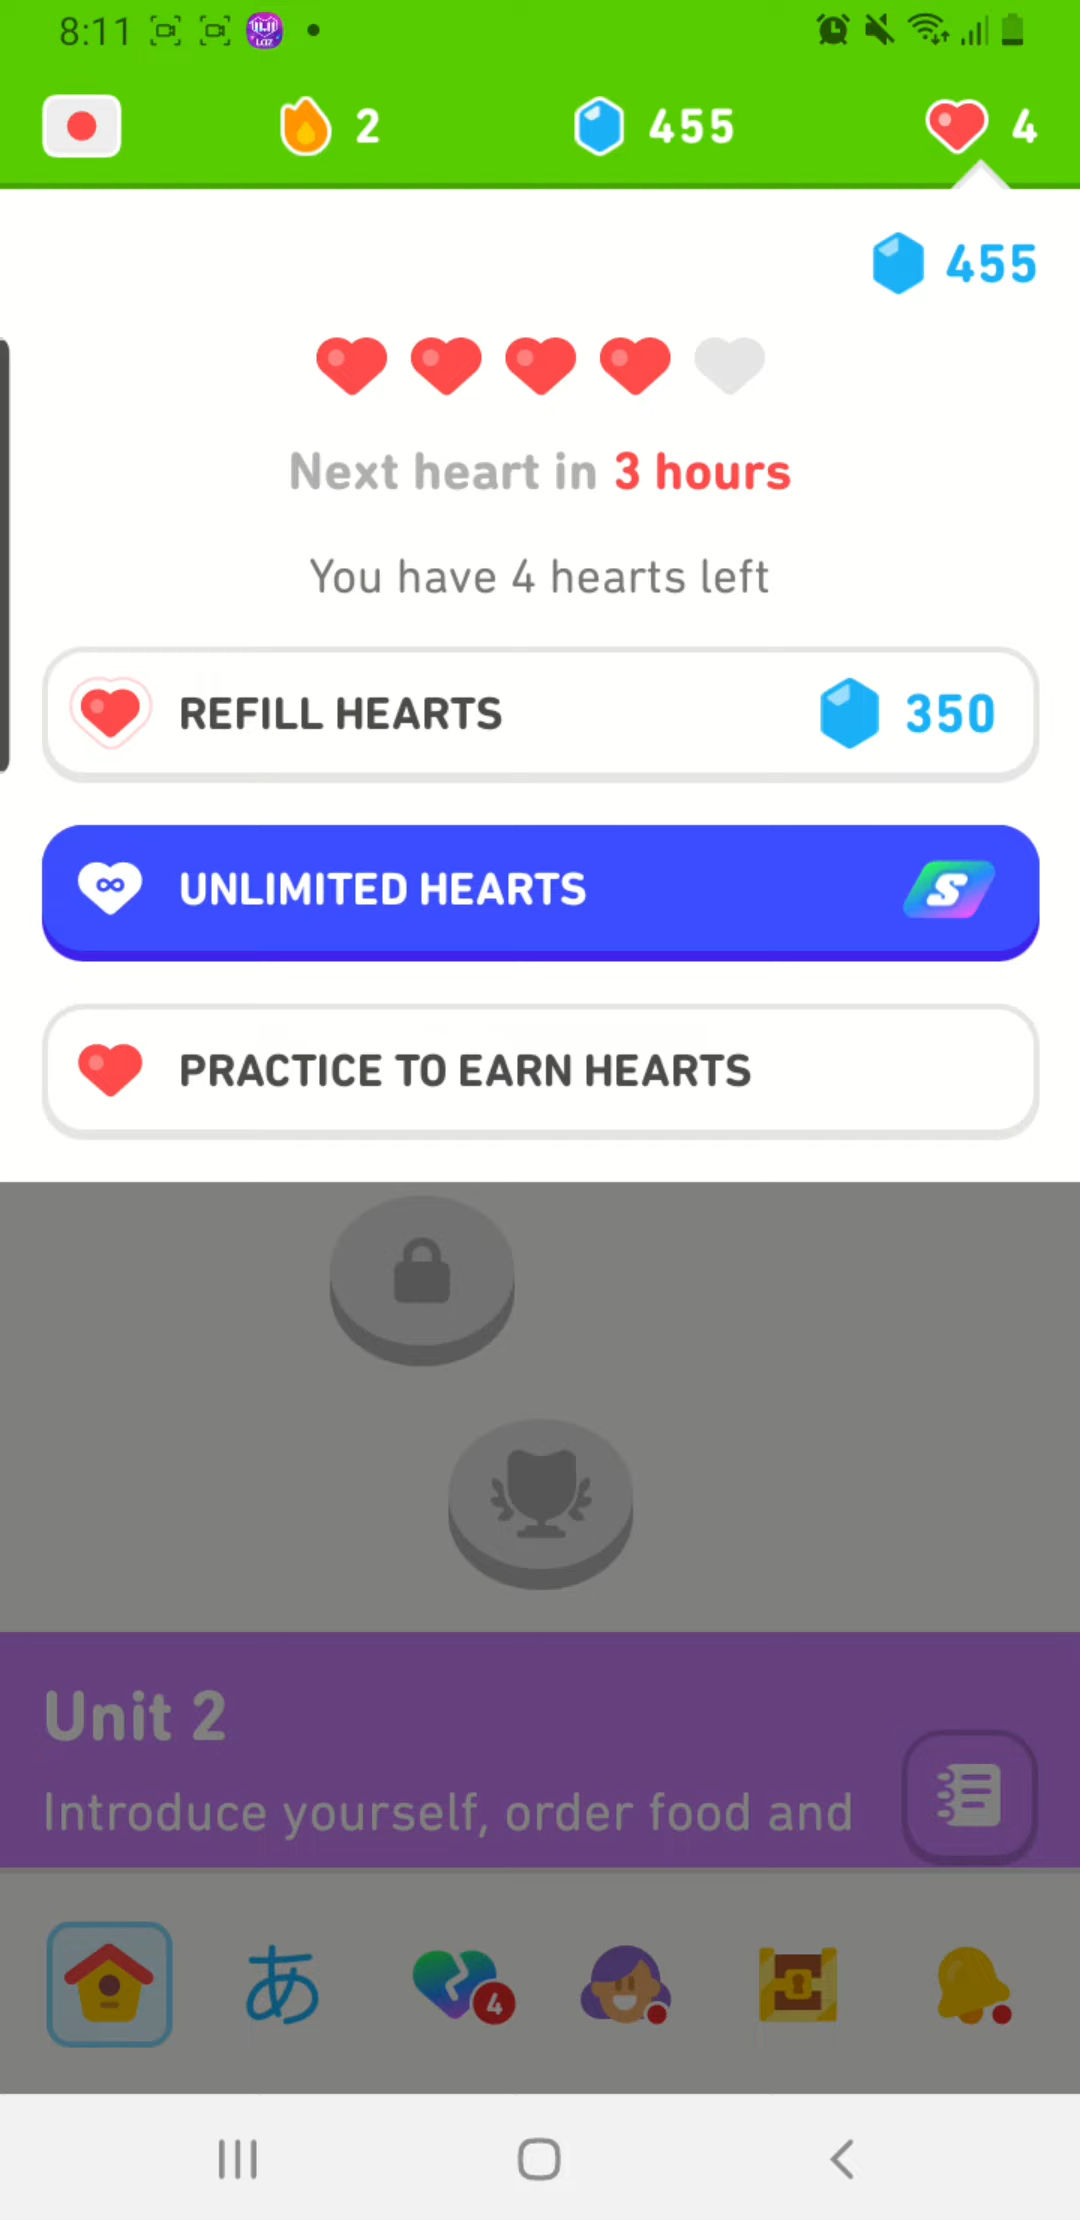 8:11
2
455
4
455
Next heart in 3 hours
You have 4 hearts left
REFILL HEARTS 350
UNLIMITED HEARTS S
PRACTICE TO EARN HEARTS
Unit 2
Introduce yourself, order food and
あ
4